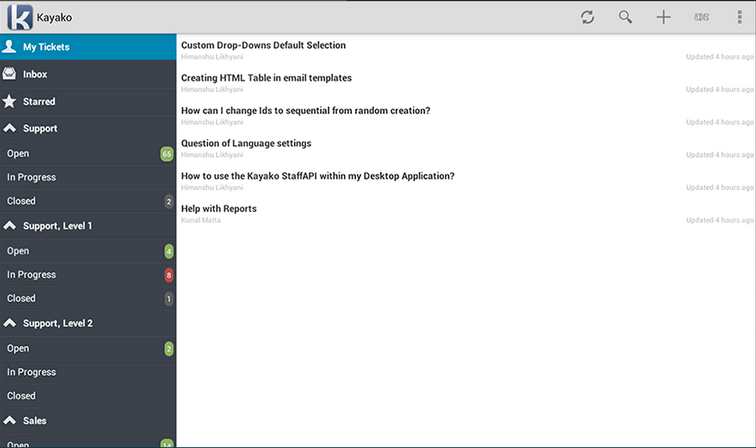 Kayako
My Tickets
Inbox
Starred
Support
Open 65
In Progress
Closed 2
Support, Level 1
Open 4
In Progress 8
Closed 1
Support, Level 2
Open 2
In Progress
Closed
Sales
Open 14
Custom Drop-Downs Default Selection
Himanshu Likhyani Updated 4 hours ago
Creating HTML Table in email templates
Himanshu Likhyani Updated 4 hours ago
How can I change Ids to sequential from random creation?
Himanshu Likhyani Updated 4 hours ago
Question of Language settings
Himanshu Likhyani Updated 4 hours ago
How to use the Kayako StaffAPI within my Desktop Application?
Himanshu Likhyani Updated 4 hours ago
Help with Reports
Kunal Matta Updated 4 hours ago